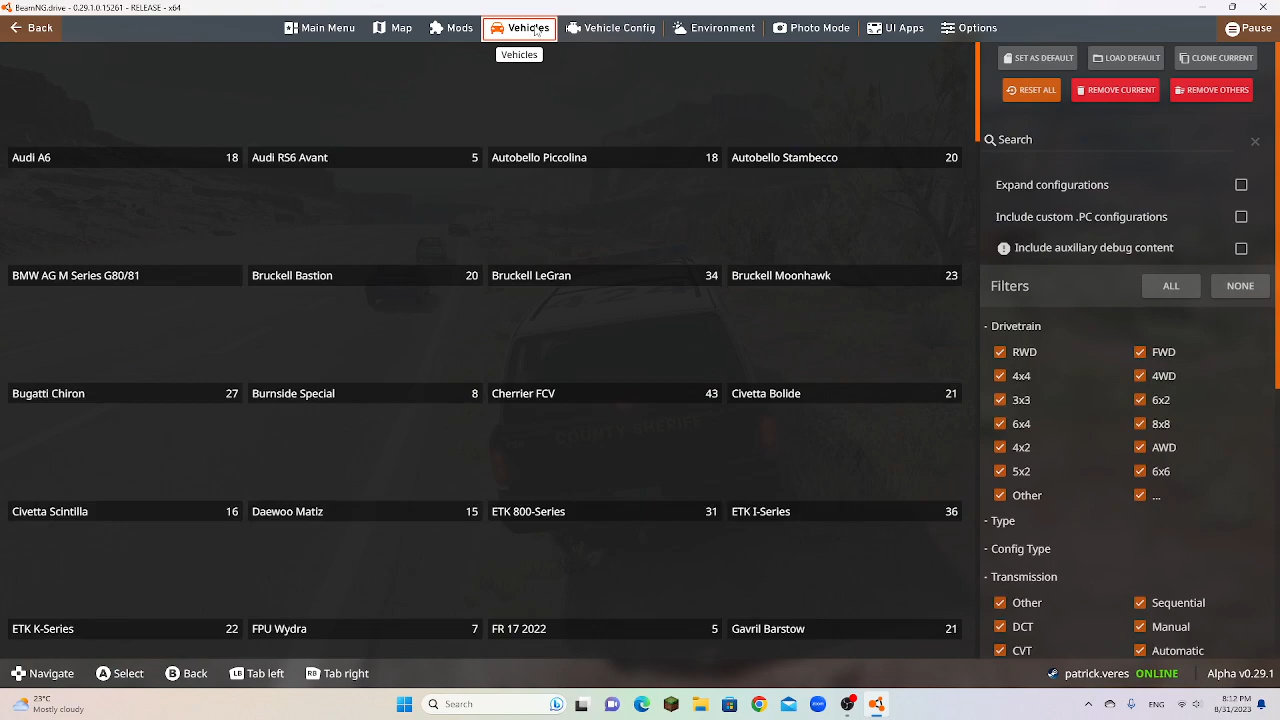 BeamNG.drive - 0.29.1.0.15261 - RELEASE - x64
Back
Main Menu
Map
Mods
Vehicles
Vehicle Config
Environment
Photo Mode
UI Apps
Options
Pause
Vehicles
SET AS DEFAULT
LOAD DEFAULT
CLONE CURRENT
RESET ALL
REMOVE CURRENT
REMOVE OTHERS
Search
Expand configurations
Include custom .PC configurations
Include auxiliary debug content
Filters
ALL
NONE
- Drivetrain
RWD
FWD
4x4
4WD
3x3
6x2
6x4
8x8
4x2
AWD
5x2
6x6
Other
...
- Type
- Config Type
- Transmission
Other
Sequential
DCT
Manual
CVT
Automatic
Audi A6 18
Audi RS6 Avant 5
Autobello Piccolina 18
Autobello Stambecco 20
BMW AG M Series G80/81
Bruckell Bastion 20
Bruckell LeGran 34
Bruckell Moonhawk 23
Bugatti Chiron 27
Burnside Special 8
Cherrier FCV 43
Civetta Bolide 21
COUNTY SHERIFF
Civetta Scintilla 16
Daewoo Matiz 15
ETK 800-Series 31
ETK I-Series 36
ETK K-Series 22
FPU Wydra 7
FR 17 2022 5
Gavril Barstow 21
Navigate
A Select
B Back
LB Tab left
RB Tab right
patrick.veres ONLINE
Alpha v0.29.1
23°C
Mostly cloudy
Search
zoom
ENG
8:12 PM
8/31/2023